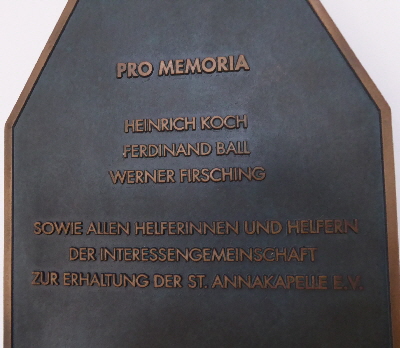 PRO MEMORIA
HEINRICH KOCH
FERDINAND BALL
WERNER FIRSCHING
SOWIE ALLEN HELFERINNEN UND HELFERN
DER INTERESSENGEMEINSCHAFT
ZUR ERHALTUNG DER ST. ANNAKAPELLE E.V.